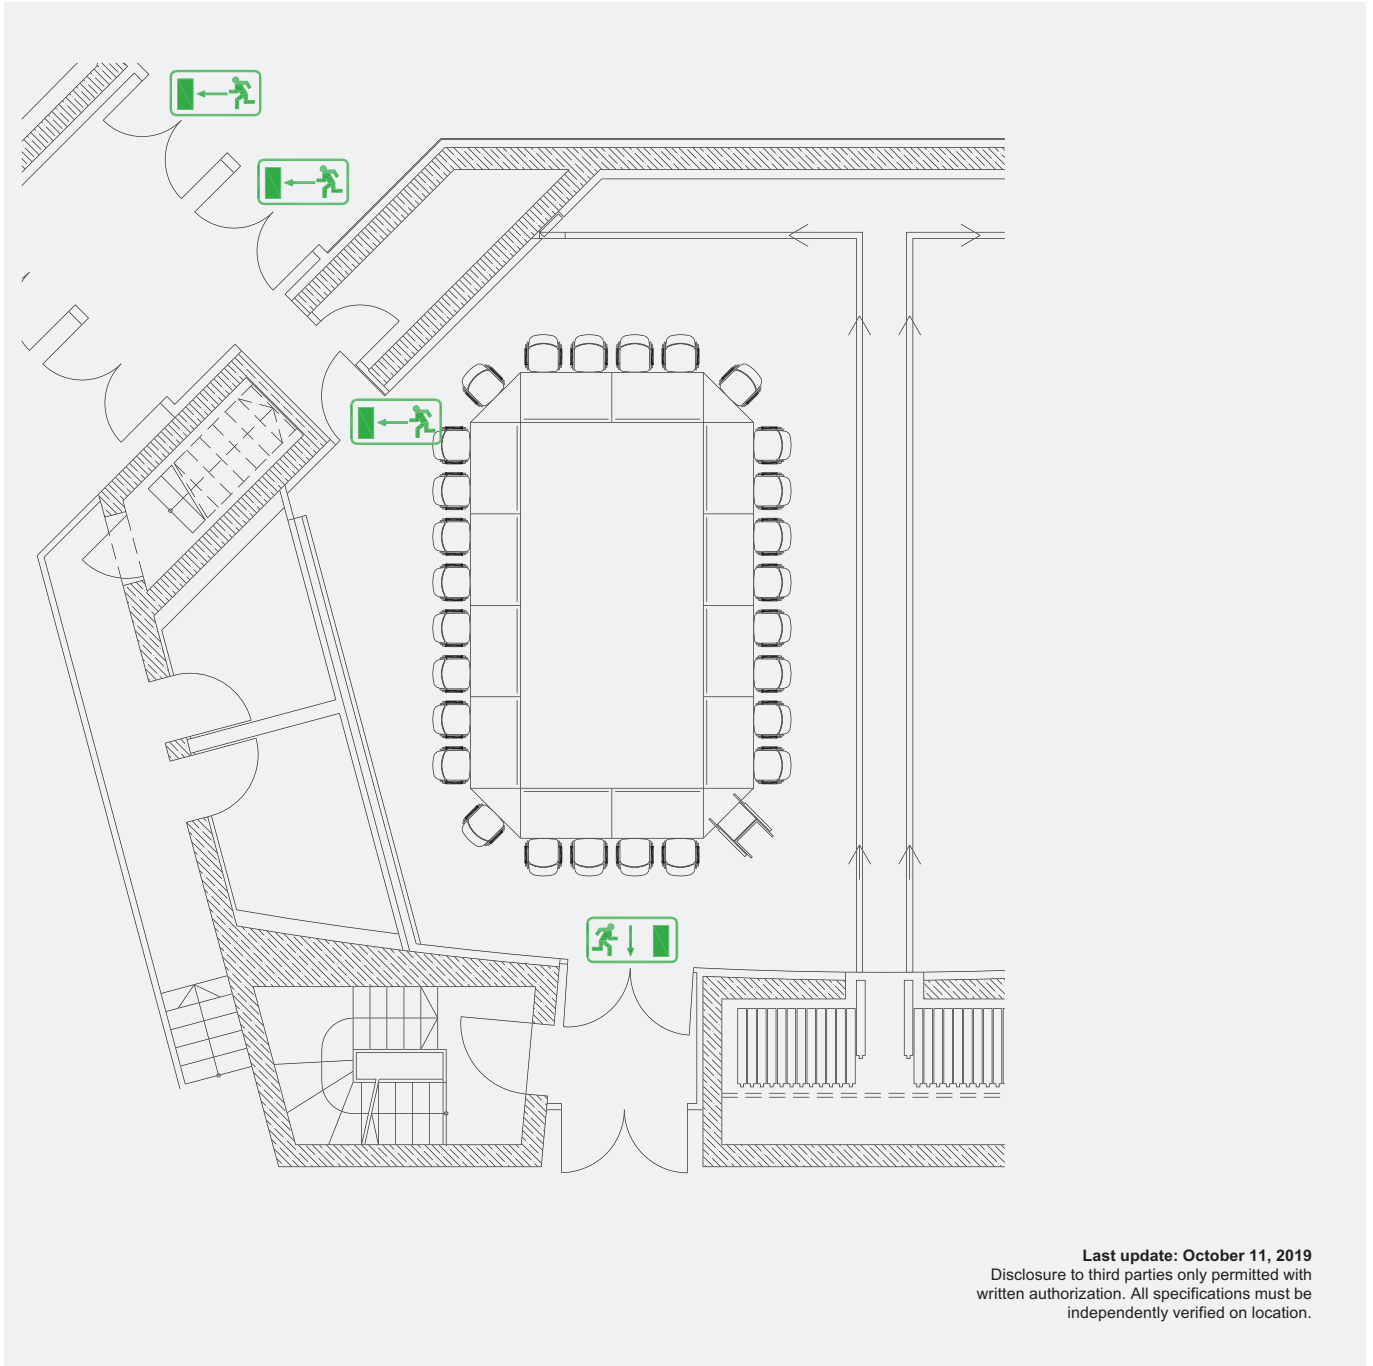 Last update: October 11, 2019
Disclosure to third parties only permitted with
written authorization. All specifications must be
independently verified on location.